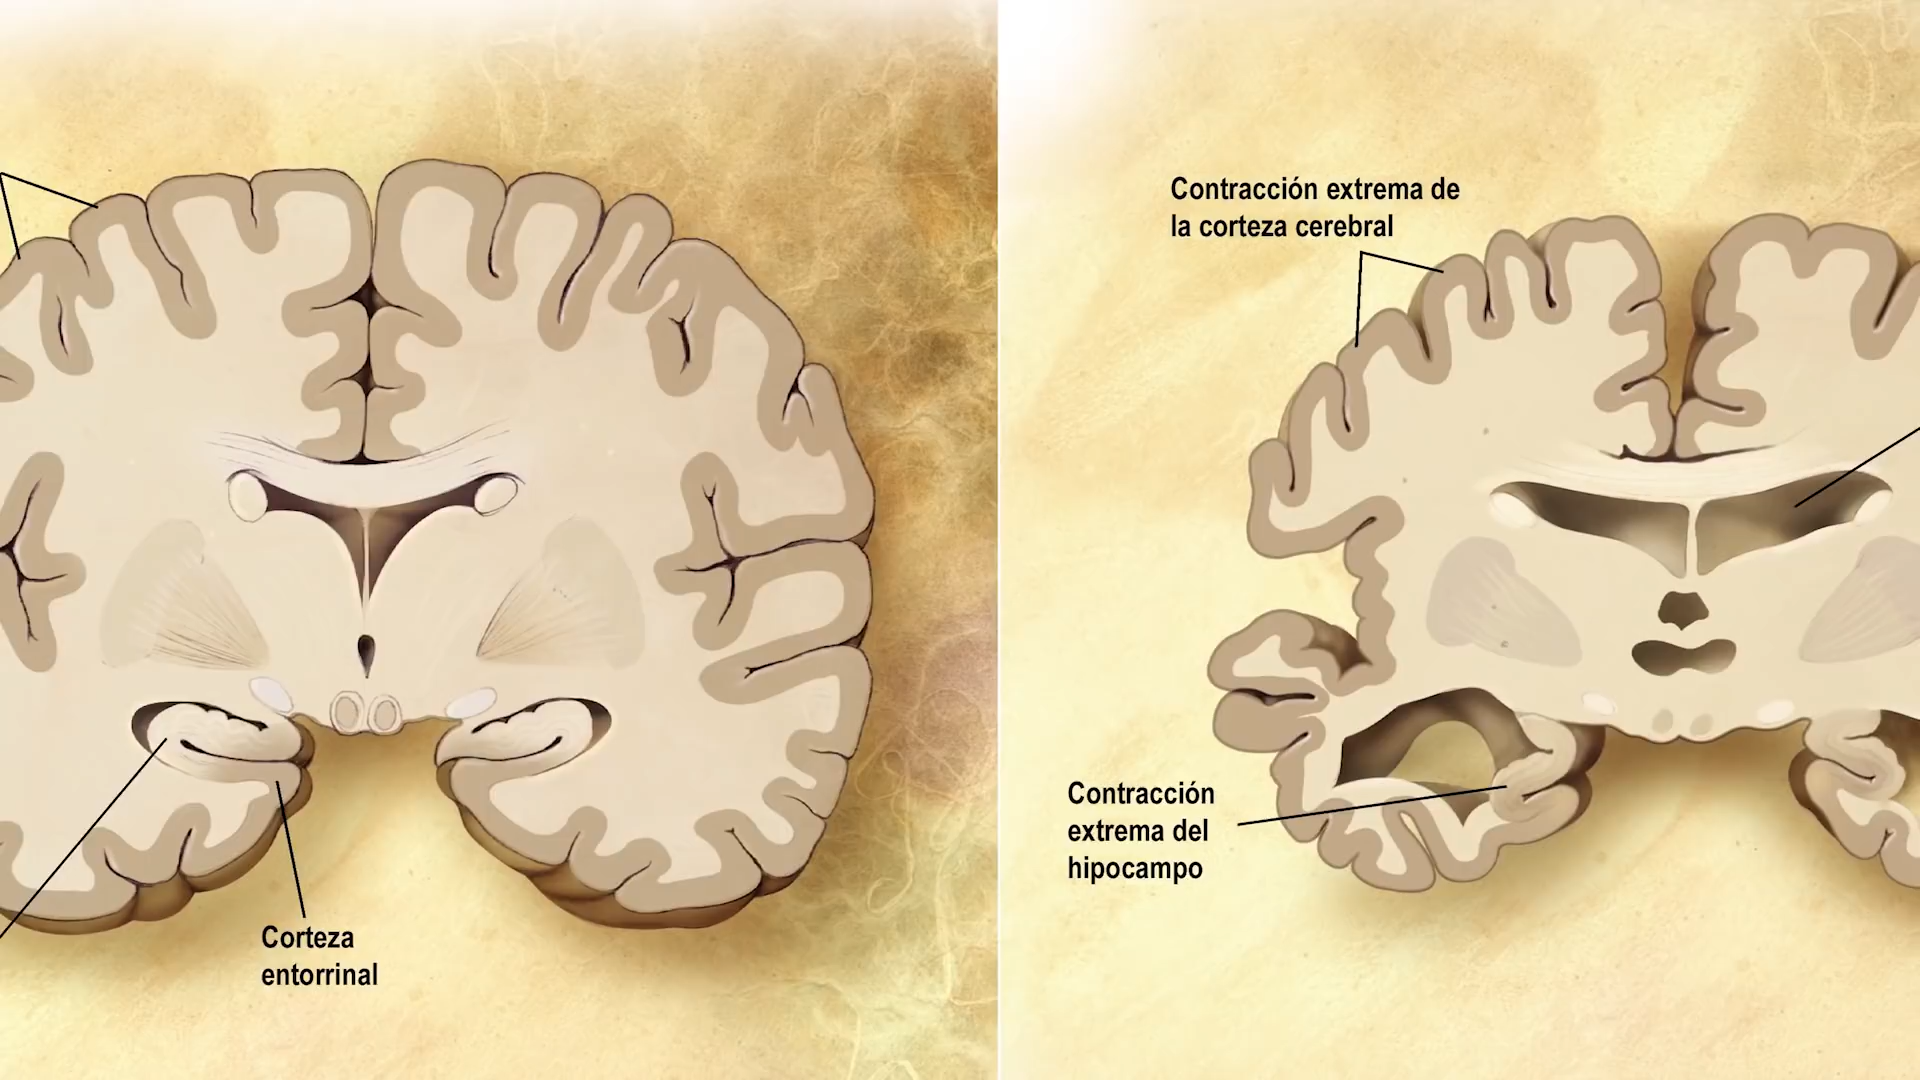 Contracción extrema de
la corteza cerebral
Contracción
extrema del
hipocampo
Corteza
entorrinal